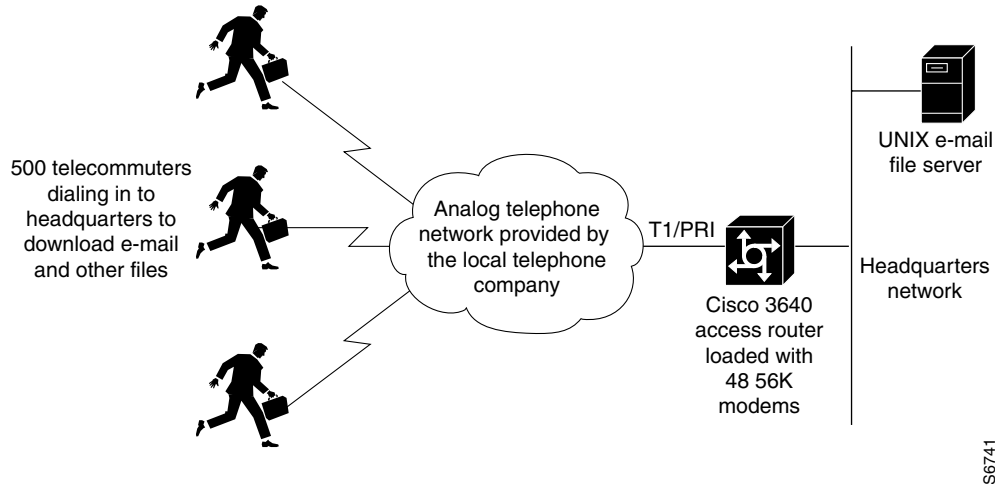 500 telecommuters
dialing in to
headquarters to
download e-mail
and other files
Analog telephone
network provided by
the local telephone
company
T1/PRI
Cisco 3640
access router
loaded with
48 56K
modems
UNIX e-mail
file server
Headquarters
network
S6741